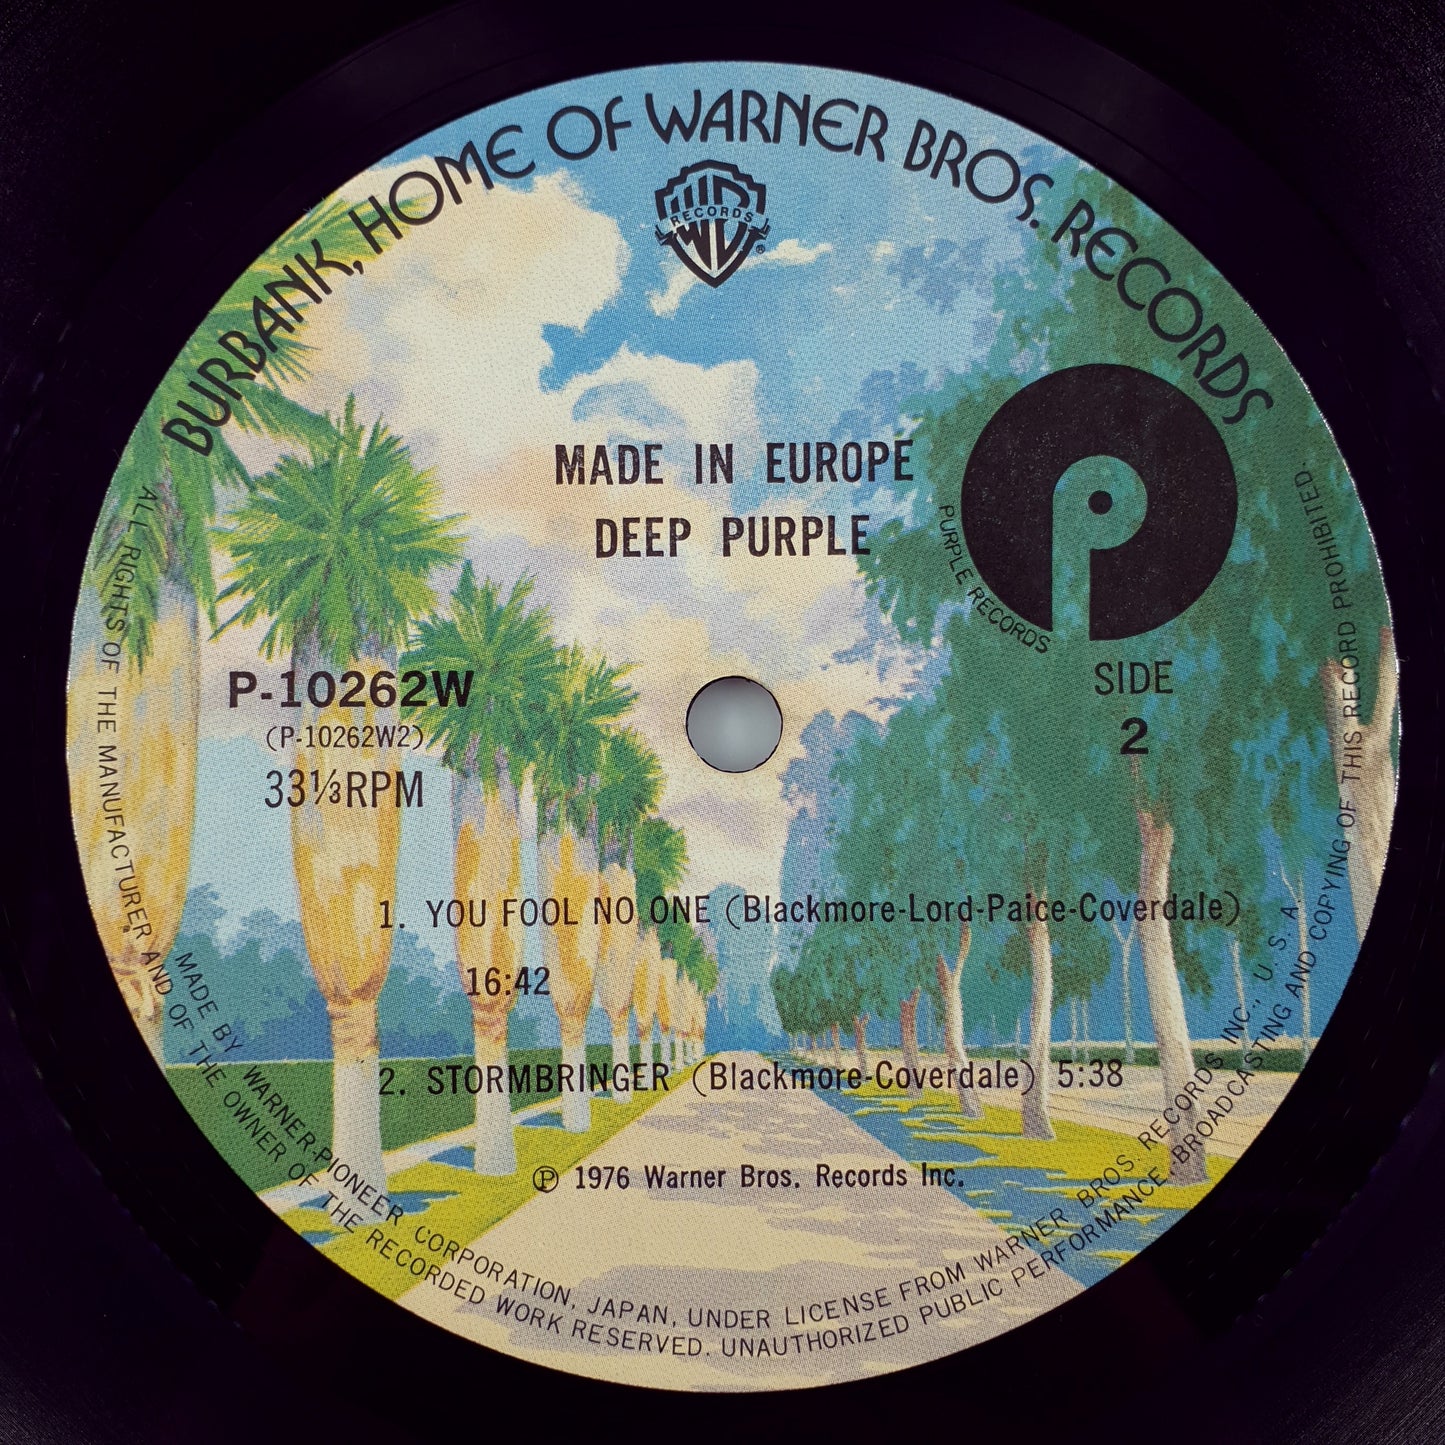 BURBANK, HOME OF WARNER BROS. RECORDS
WB
RECORDS
®
MADE IN EUROPE
DEEP PURPLE
P
PURPLE RECORDS
SIDE
2
P-10262W
(P-10262W2)
33⅓RPM
1. YOU FOOL NO ONE (Blackmore-Lord-Paice-Coverdale)
16:42
2. STORMBRINGER (Blackmore-Coverdale) 5:38
℗ 1976 Warner Bros. Records Inc.
MADE BY WARNER-PIONEER CORPORATION, JAPAN, UNDER LICENSE FROM WARNER BROS. RECORDS INC., U.S.A.
ALL RIGHTS OF THE MANUFACTURER AND OF THE OWNER OF THE RECORDED WORK RESERVED. UNAUTHORIZED PUBLIC PERFORMANCE BROADCASTING AND COPYING OF THIS RECORD PROHIBITED